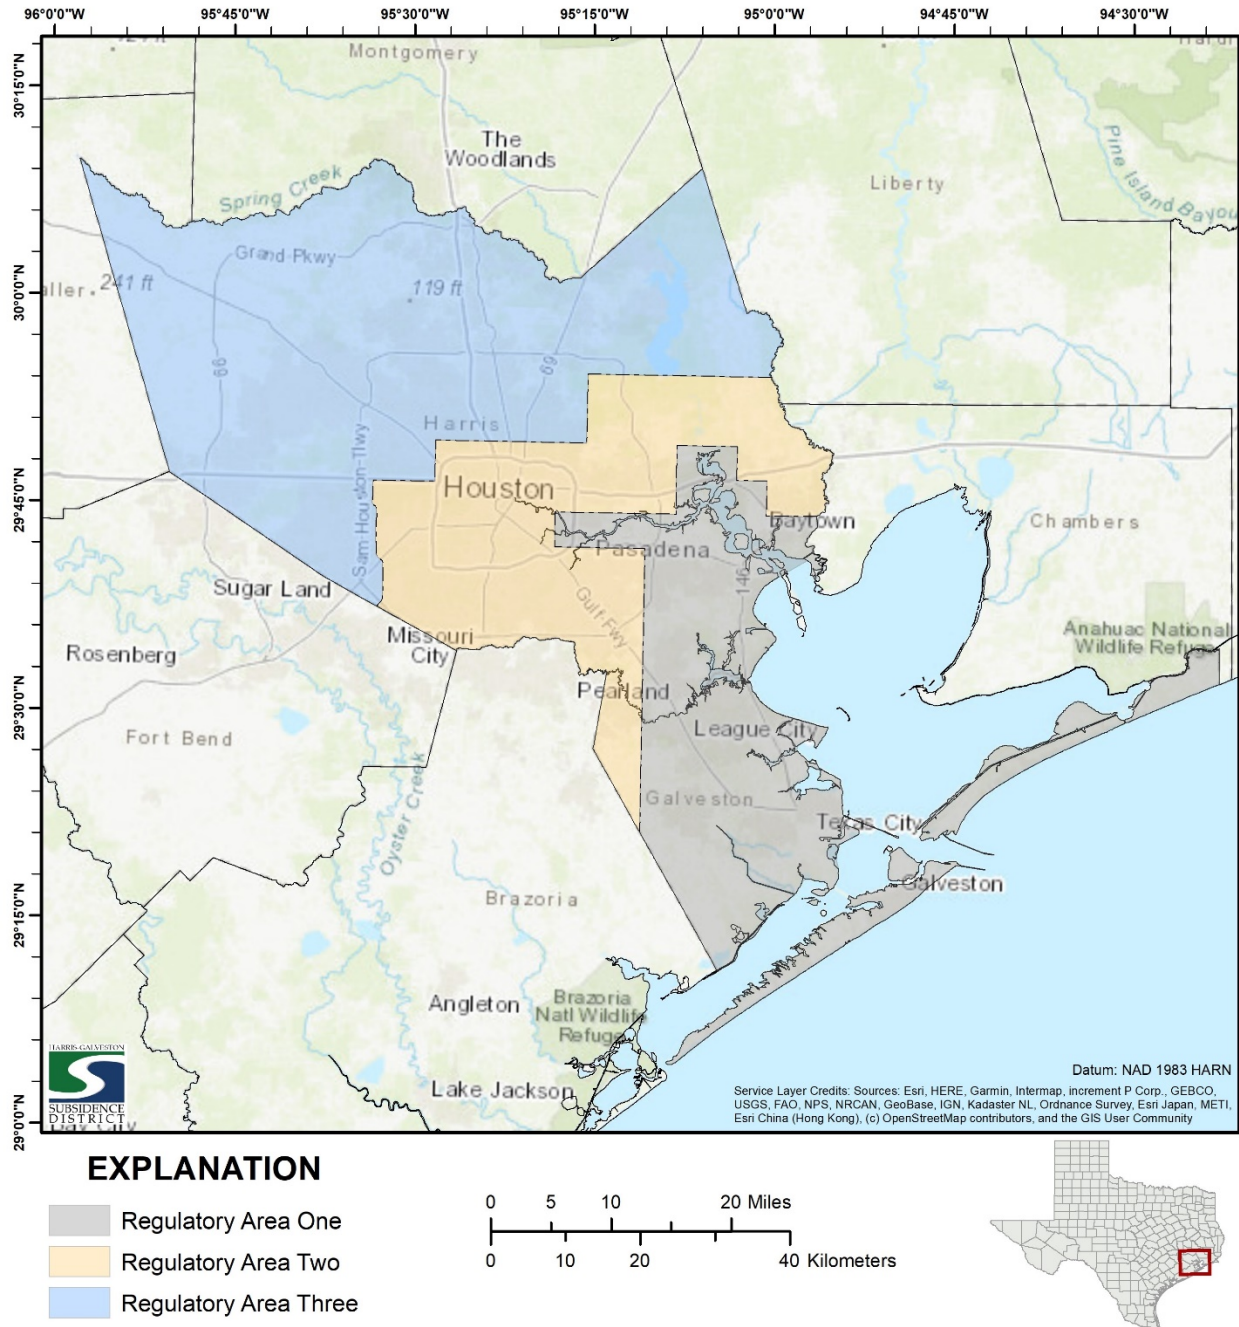 96°0'0"W
95°45'0"W
95°30'0"W
95°15'0"W
95°0'0"W
94°45'0"W
94°30'0"W
30°15'0"N
30°0'0"N
29°45'0"N
29°30'0"N
29°15'0"N
29°0'0"N
Montgomery
The
Woodlands
Spring Creek
Liberty
Pine Island Bayou
Grand Pkwy
aller
241 ft
119 ft
99
69
Harris
Sam-Houston-Tlwy
Houston
Baytown
Chambers
Pasadena
146
Sugar Land
Gulf Fwy
Missouri
City
Rosenberg
Anahuac National
Wildlife Refuge
Pearland
League City
Fort Bend
Oyster Creek
Galveston
Texas City
Galveston
Brazoria
Angleton
Brazoria
Natl Wildlife
Refuge
Lake Jackson
Bay City
HARRIS-GALVESTON
SUBSIDENCE
DISTRICT
Datum: NAD 1983 HARN
Service Layer Credits: Sources: Esri, HERE, Garmin, Intermap, increment P Corp., GEBCO,
USGS, FAO, NPS, NRCAN, GeoBase, IGN, Kadaster NL, Ordnance Survey, Esri Japan, METI,
Esri China (Hong Kong), (c) OpenStreetMap contributors, and the GIS User Community
EXPLANATION
Regulatory Area One
Regulatory Area Two
Regulatory Area Three
0 5 10 20 Miles
0 10 20 40 Kilometers